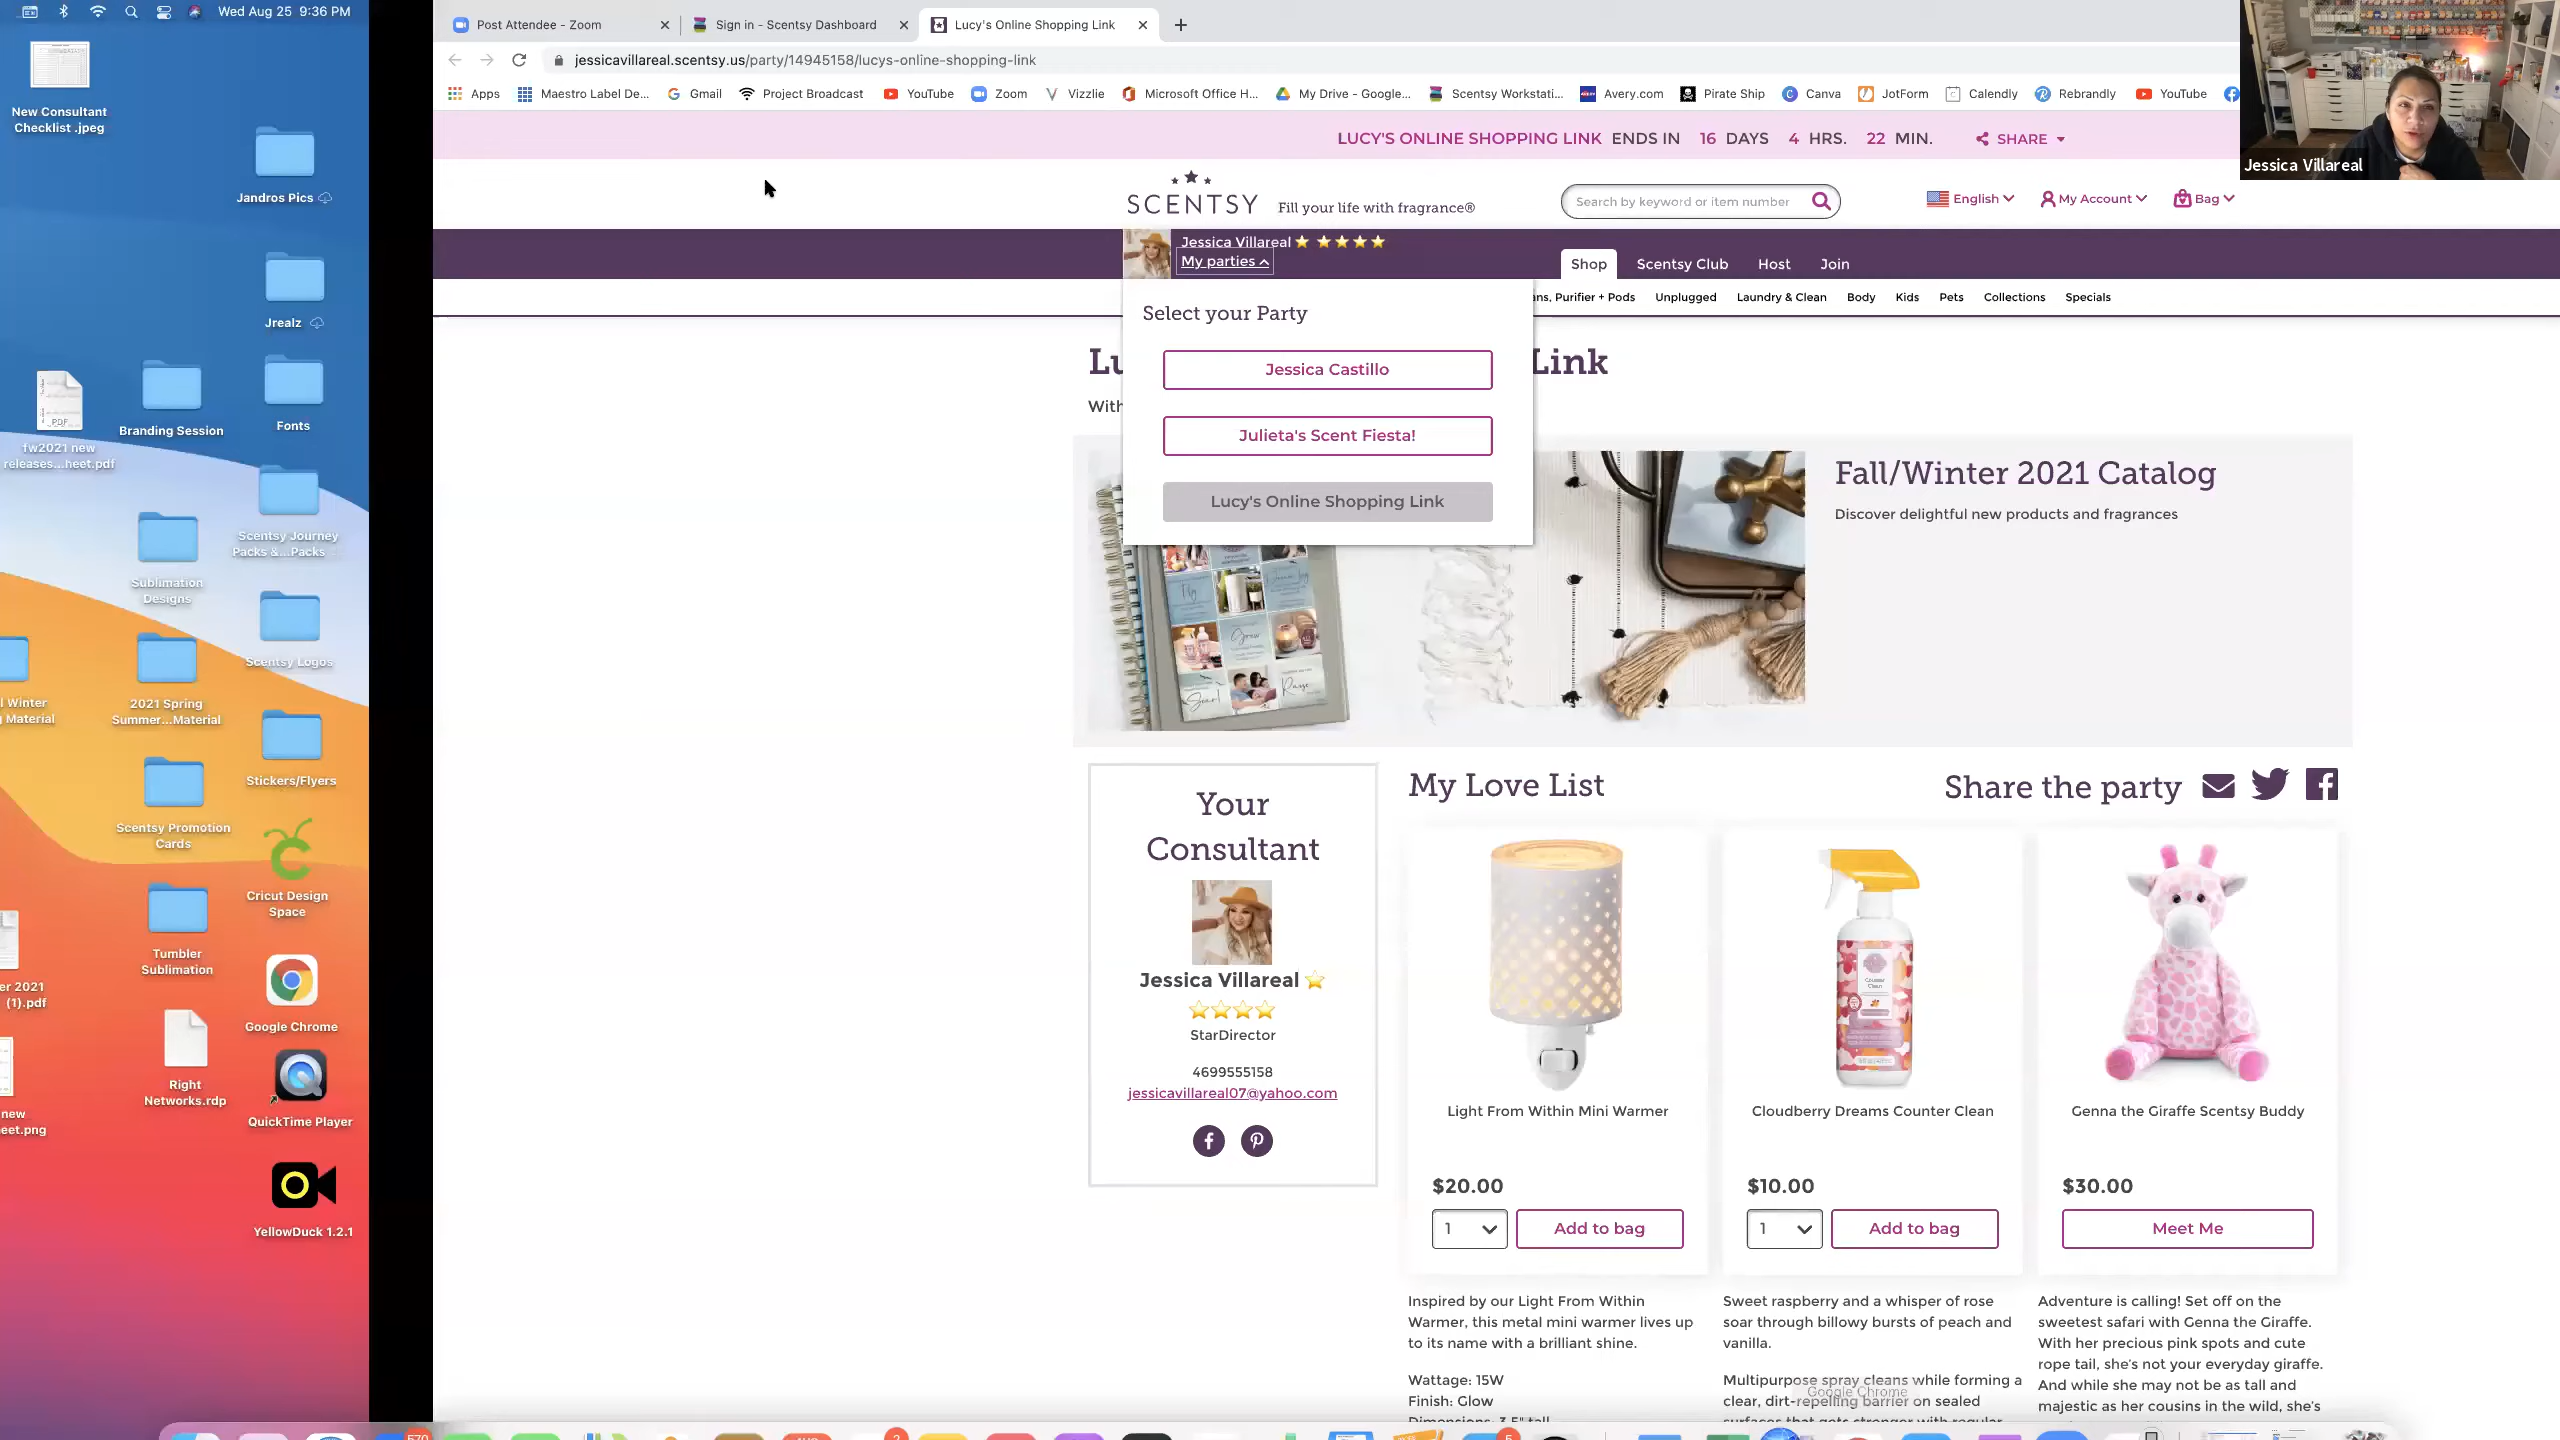 Wed Aug 25 9:36 PM
New Consultant
Checklist .jpeg
Jandros Pics
Jrealz
fw2021 new
releases...heet.pdf
PDF
Branding Session
Fonts
Scentsy Journey
Packs &...Packs
Sublimation
Designs
Scentsy Logos
l Winter
Material
2021 Spring
Summer...Material
Stickers/Flyers
Scentsy Promotion
Cards
Cricut Design
Space
Tumbler
Sublimation
er 2021
(1).pdf
Google Chrome
Right
Networks.rdp
new
eet.png
QuickTime Player
YellowDuck 1.2.1
Post Attendee - Zoom
Sign in - Scentsy Dashboard
Lucy's Online Shopping Link
jessicavillareal.scentsy.us/party/14945158/lucys-online-shopping-link
Apps Maestro Label De... Gmail Project Broadcast YouTube Zoom Vizzlie Microsoft Office H... My Drive - Google... Scentsy Workstati... Avery.com Pirate Ship Canva JotForm Calendly Rebrandly YouTube
LUCY'S ONLINE SHOPPING LINK ENDS IN 16 DAYS 4 HRS. 22 MIN. SHARE
Jessica Villareal
SCENTSY Fill your life with fragrance®
Search by keyword or item number
English My Account Bag
Jessica Villareal
My parties
Shop Scentsy Club Host Join
ans, Purifier + Pods Unplugged Laundry & Clean Body Kids Pets Collections Specials
Select your Party
Jessica Castillo
Julieta's Scent Fiesta!
Lucy's Online Shopping Link
Lu Link
With
Fall/Winter 2021 Catalog
Discover delightful new products and fragrances
Your
Consultant
Jessica Villareal
StarDirector
4699555158
jessicavillareal07@yahoo.com
My Love List
Share the party
Light From Within Mini Warmer
$20.00
1 Add to bag
Inspired by our Light From Within
Warmer, this metal mini warmer lives up
to its name with a brilliant shine.
Wattage: 15W
Finish: Glow
Dimensions: 3.5" tall
Cloudberry Dreams Counter Clean
$10.00
1 Add to bag
Sweet raspberry and a whisper of rose
soar through billowy bursts of peach and
vanilla.
Multipurpose spray cleans while forming a
clear, dirt-repelling barrier on sealed
surfaces that gets stronger with regular
Genna the Giraffe Scentsy Buddy
$30.00
Meet Me
Adventure is calling! Set off on the
sweetest safari with Genna the Giraffe.
With her precious pink spots and cute
rope tail, she's not your everyday giraffe.
And while she may not be as tall and
majestic as her cousins in the wild, she's
Google Chrome
570
2
5